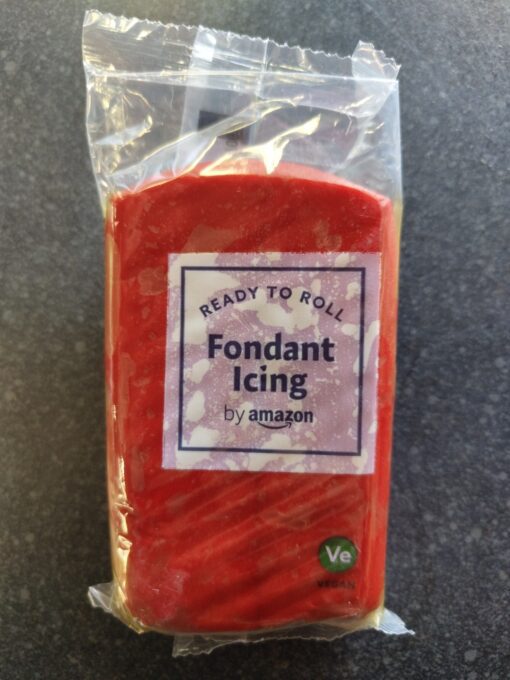 READY TO ROLL
Fondant
Icing
by amazon
Ve
VEGAN